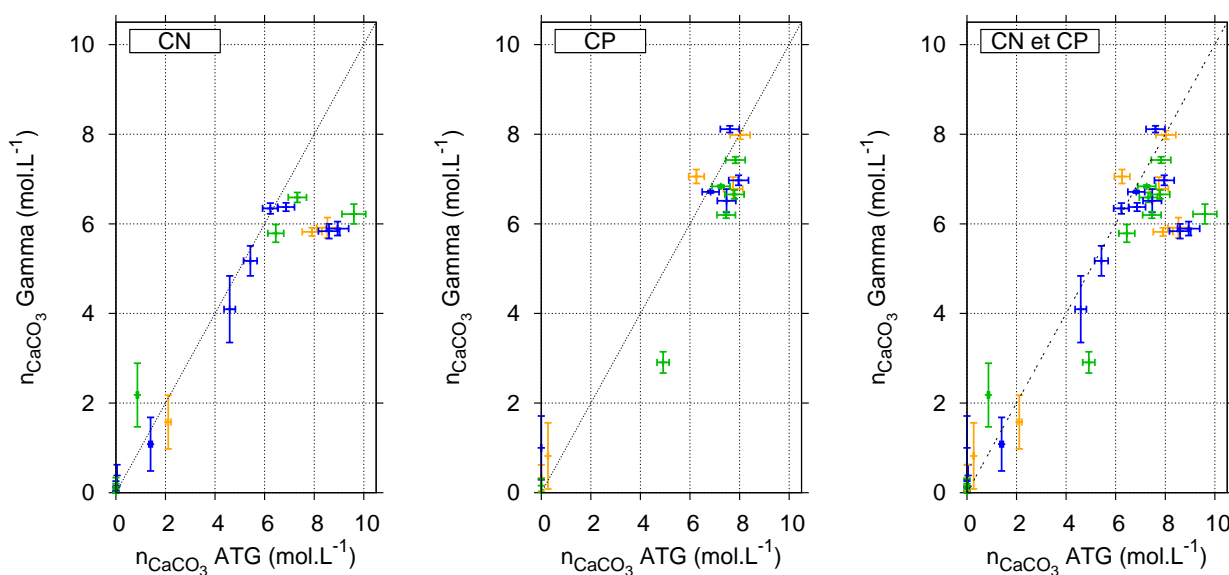 CN
10
8
6
4
2
0
0 2 4 6 8 10
n_CaCO3 Gamma (mol.L-1)
n_CaCO3 ATG (mol.L-1)
CP
10
8
6
4
2
0
0 2 4 6 8 10
n_CaCO3 Gamma (mol.L-1)
n_CaCO3 ATG (mol.L-1)
CN et CP
10
8
6
4
2
0
0 2 4 6 8 10
n_CaCO3 Gamma (mol.L-1)
n_CaCO3 ATG (mol.L-1)